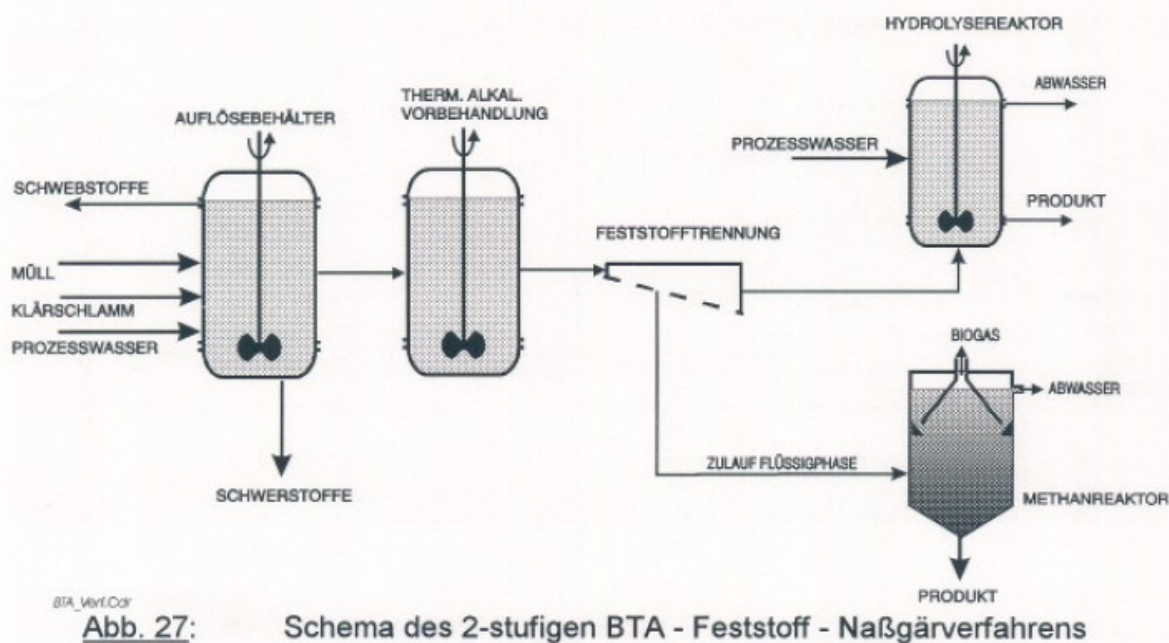 HYDROLYSEREAKTOR
ABWASSER
THERM. ALKAL.
VORBEHANDLUNG
AUFLÖSEBEHÄLTER
PROZESSWASSER
SCHWEBSTOFFE
PRODUKT
FESTSTOFFTRENNUNG
MÜLL
KLÄRSCHLAMM
PROZESSWASSER
BIOGAS
ABWASSER
ZULAUF FLÜSSIGPHASE
SCHWERSTOFFE
METHANREAKTOR
PRODUKT
BTA_Verf.Cdr
Abb. 27: Schema des 2-stufigen BTA - Feststoff - Naßgärverfahrens